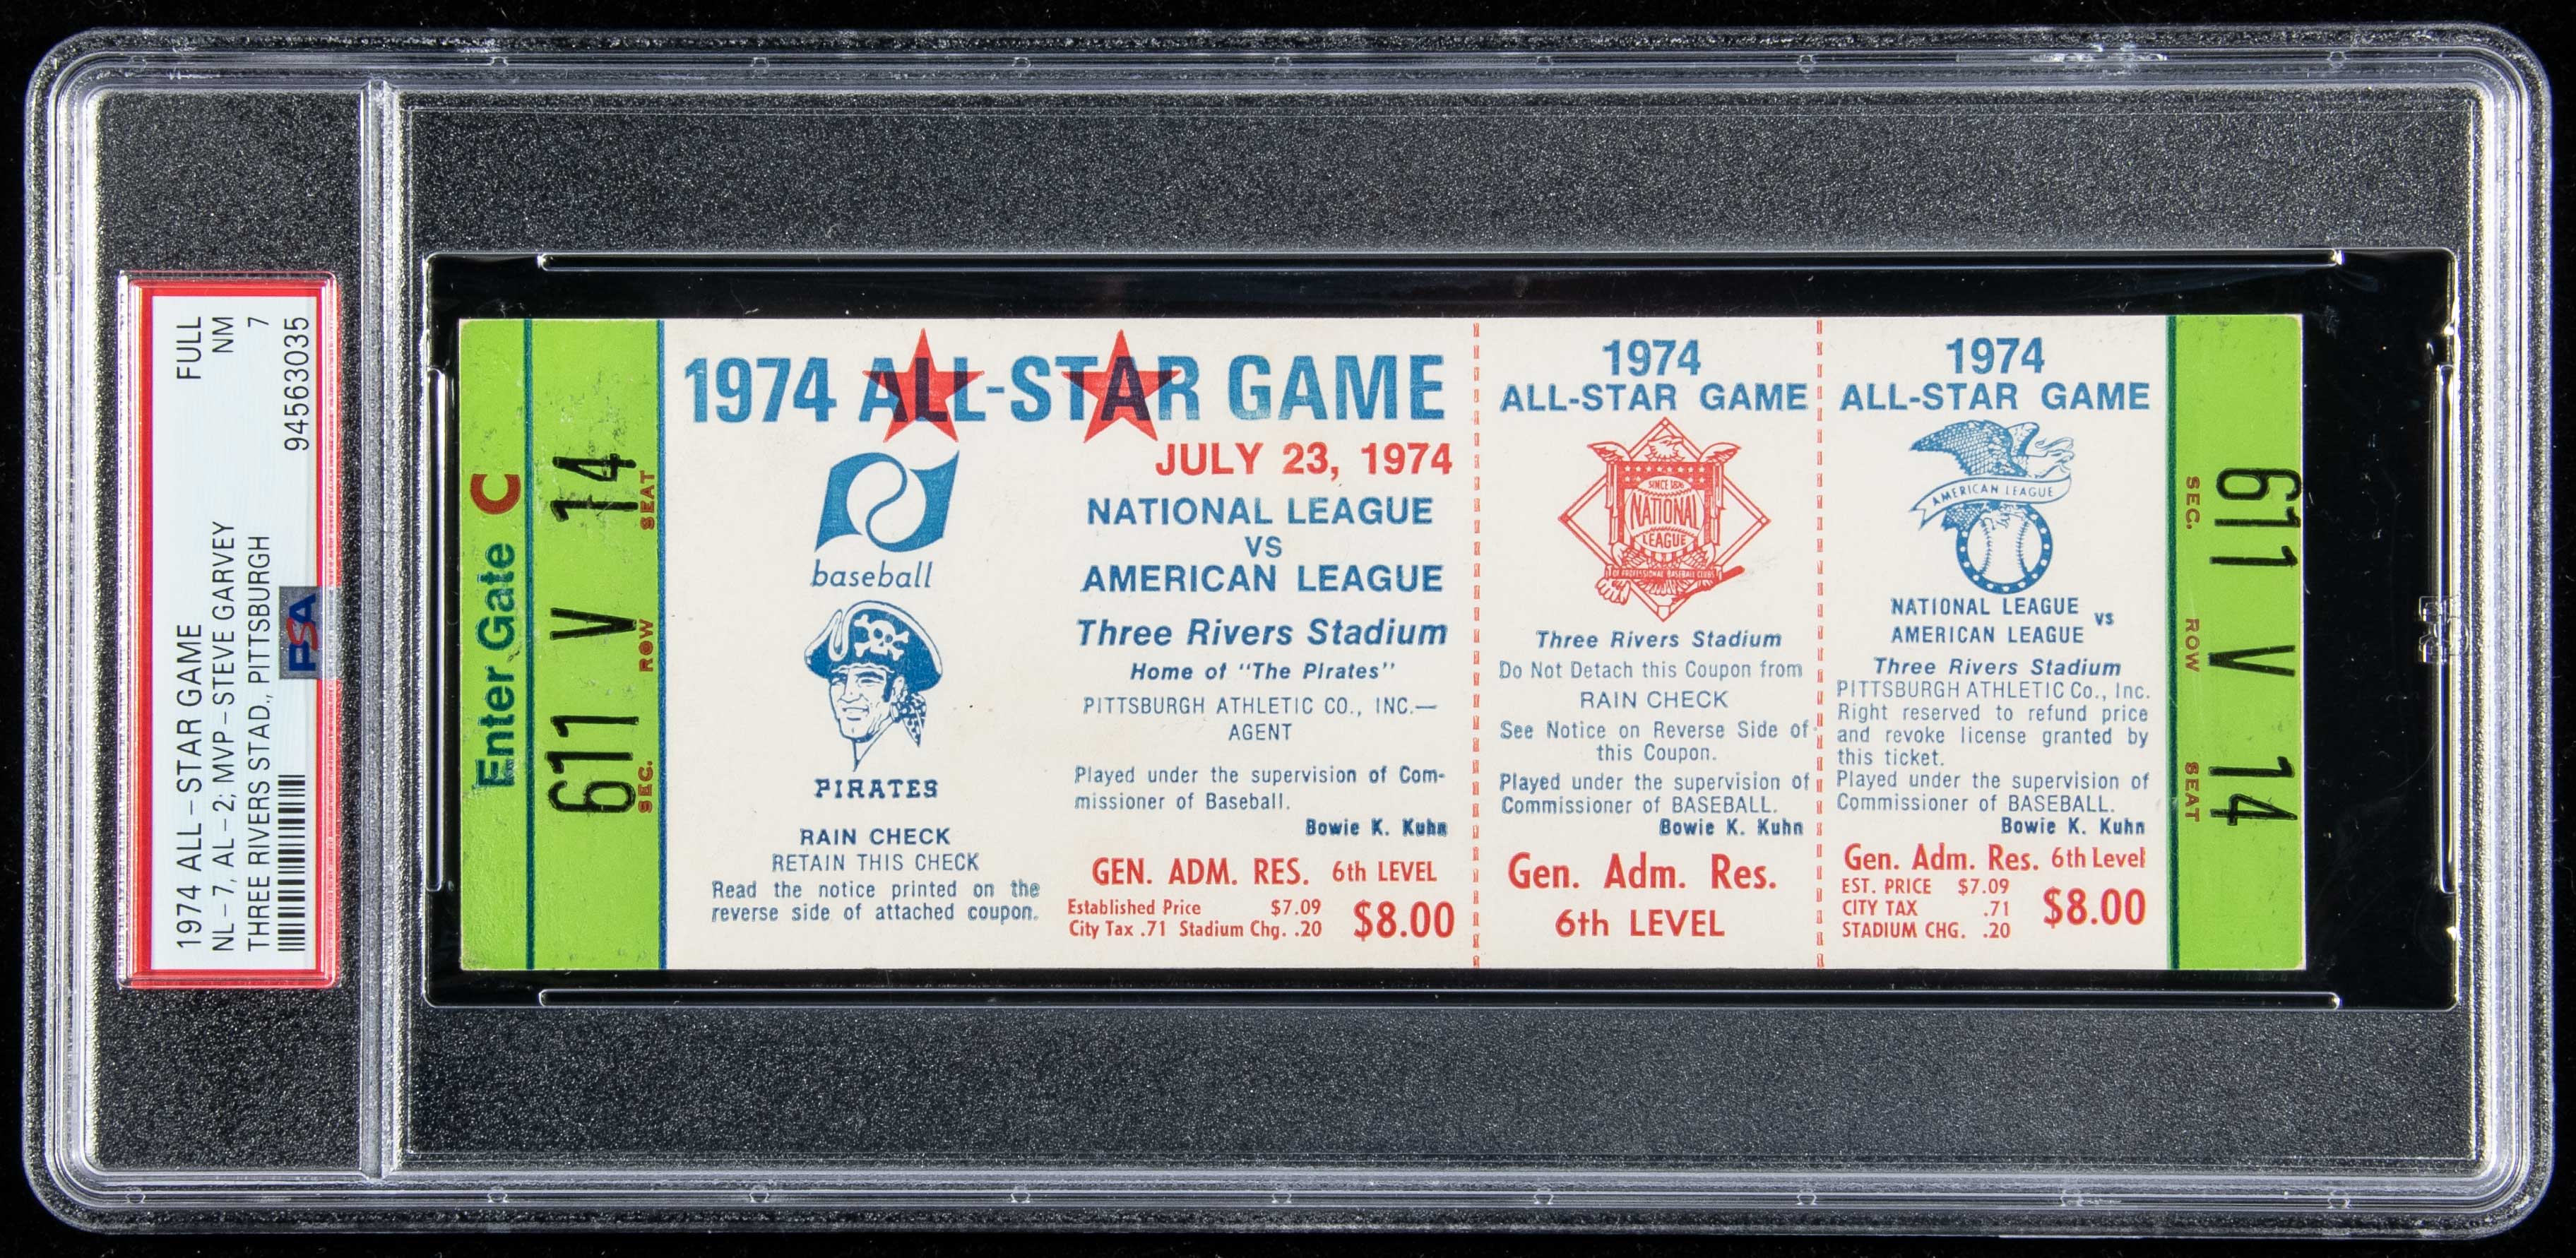 1974 ALL-STAR GAME FULL
NL-7, AL-2, MVP-STEVE GARVEY NM
THREE RIVERS STAD., PITTSBURGH 7
94563035
PSA
Enter Gate C
611 V 14
SEC. ROW SEAT
1974 ALL-STAR GAME
JULY 23, 1974
baseball
PIRATES
RAIN CHECK
RETAIN THIS CHECK
Read the notice printed on the
reverse side of attached coupon.
NATIONAL LEAGUE
VS
AMERICAN LEAGUE
Three Rivers Stadium
Home of "The Pirates"
PITTSBURGH ATHLETIC CO., INC.—
AGENT
Played under the supervision of Com-
missioner of Baseball.
Bowie K. Kuhn
GEN. ADM. RES. 6th LEVEL
Established Price $7.09
City Tax .71 Stadium Chg. .20
$8.00
1974
ALL-STAR GAME
SINCE 1876
NATIONAL
LEAGUE
OF PROFESSIONAL BASEBALL CLUBS
Three Rivers Stadium
Do Not Detach this Coupon from
RAIN CHECK
See Notice on Reverse Side of
this Coupon.
Played under the supervision of
Commissioner of BASEBALL.
Bowie K. Kuhn
Gen. Adm. Res.
6th LEVEL
1974
ALL-STAR GAME
AMERICAN LEAGUE
NATIONAL LEAGUE
VS
AMERICAN LEAGUE
Three Rivers Stadium
PITTSBURGH ATHLETIC Co., Inc.
Right reserved to refund price
and revoke license granted by
this ticket.
Played under the supervision of
Commissioner of BASEBALL.
Bowie K. Kuhn
Gen. Adm. Res. 6th Level
EST. PRICE $7.09
CITY TAX .71
STADIUM CHG. .20
$8.00
611 V 14
SEC. ROW SEAT